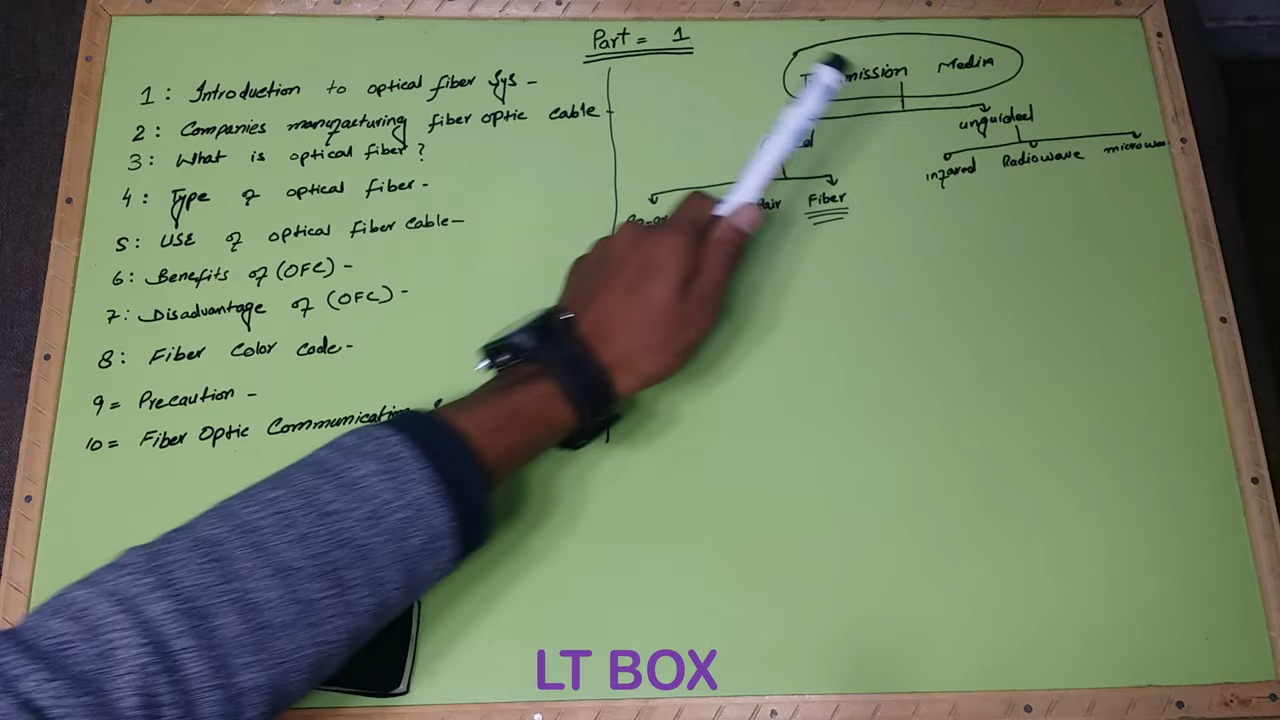 Part = 1
1: Introduction to optical fiber Sys -
2: Companies manufacturing fiber optic cable -
3: What is optical fiber?
4: Type of optical fiber -
5: USE of optical fiber Cable -
6: Benefits of (OFC) -
7: Disadvantage of (OFC) -
8: Fiber Color Code -
9= Precaution -
10= Fiber Optic Communication
Media
unguided
Fiber
infared Radiowave
LT BOX